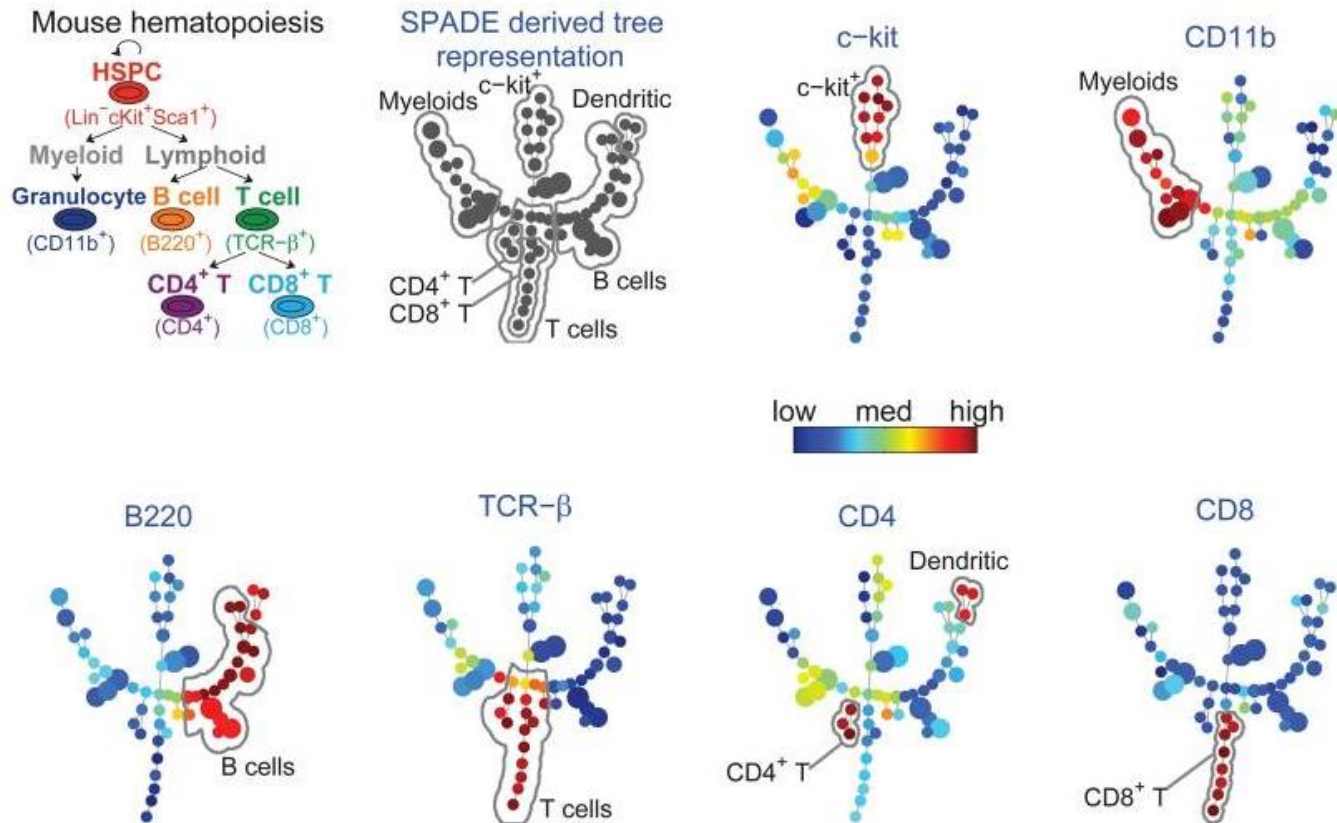 Mouse hematopoiesis
HSPC
(Lin⁻cKit⁺Sca1⁺)
Myeloid Lymphoid
Granulocyte B cell T cell
(CD11b⁺) (B220⁺) (TCR−β⁺)
CD4⁺ T CD8⁺ T
(CD4⁺) (CD8⁺)
SPADE derived tree
representation
c−kit⁺
Myeloids
Dendritic
CD4⁺ T
CD8⁺ T
B cells
T cells
c-kit
c−kit⁺
CD11b
Myeloids
low med high
B220
B cells
TCR−β
T cells
CD4
Dendritic
CD4⁺ T
CD8
CD8⁺ T